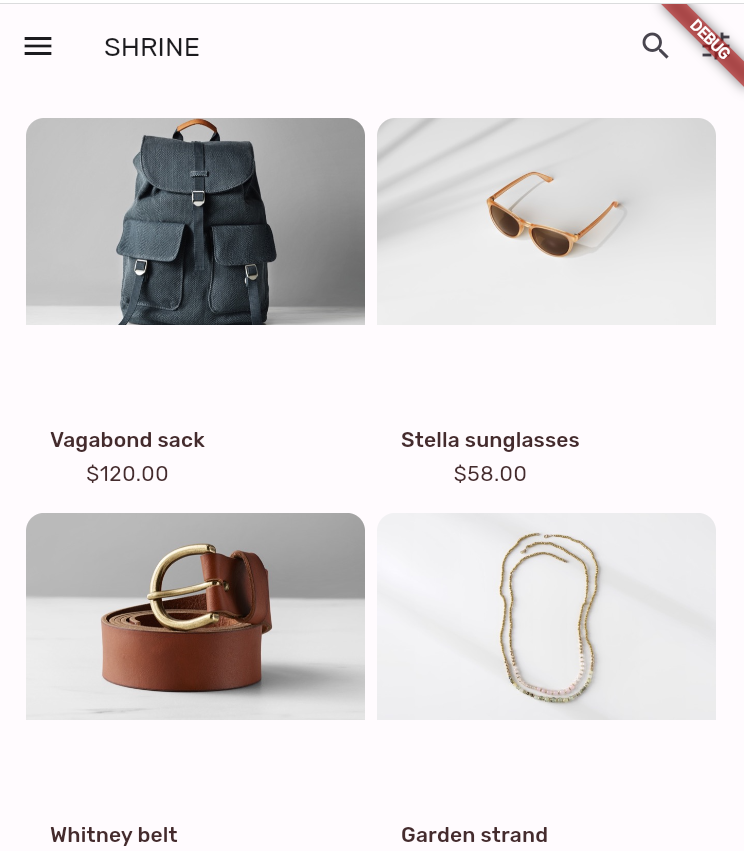 SHRINE
DEBUG
Vagabond sack
$120.00
Stella sunglasses
$58.00
Whitney belt
Garden strand